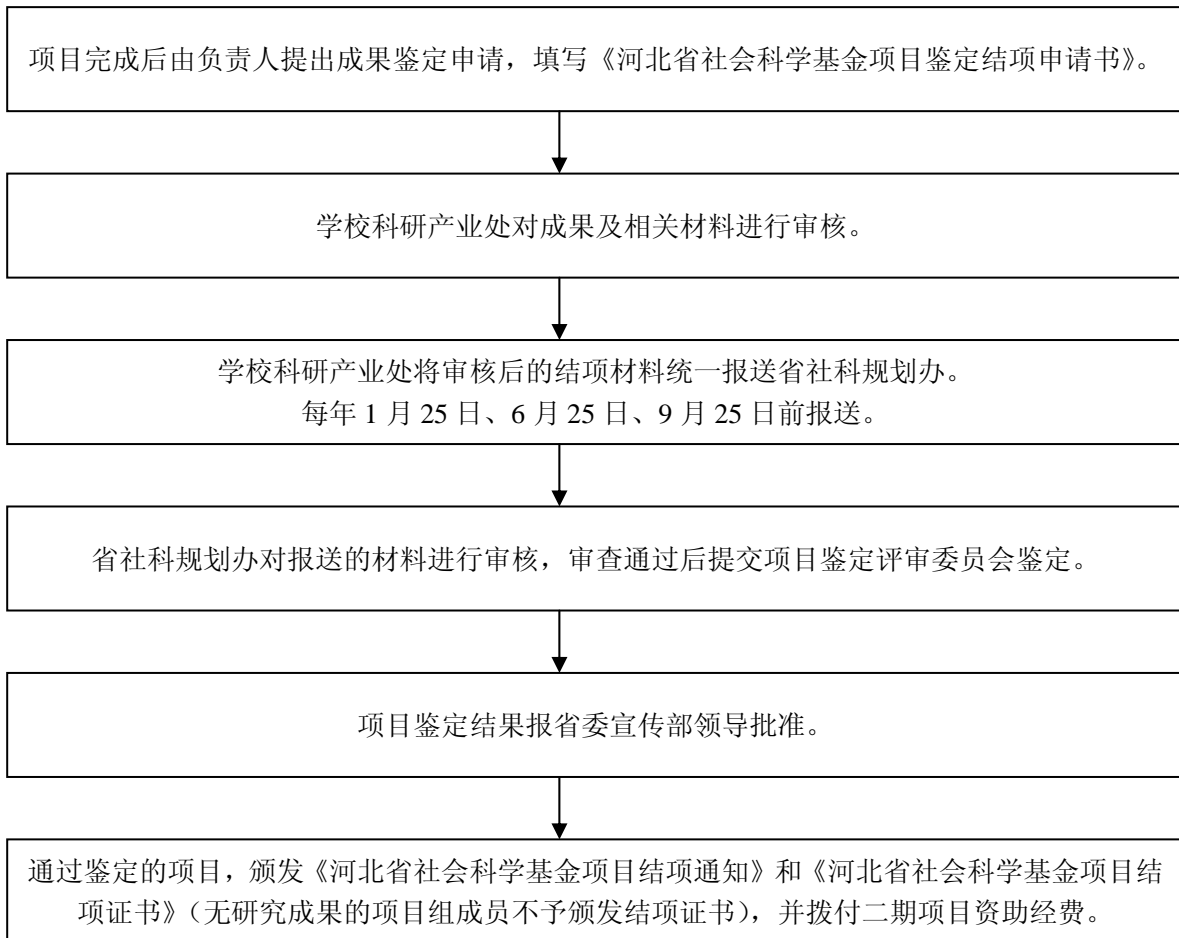 项目完成后由负责人提出成果鉴定申请，填写《河北省社会科学基金项目鉴定结项申请书》。
学校科研产业处对成果及相关材料进行审核。
学校科研产业处将审核后的结项材料统一报送省社科规划办。
每年 1 月 25 日、6 月 25 日、9 月 25 日前报送。
省社科规划办对报送的材料进行审核，审查通过后提交项目鉴定评审委员会鉴定。
项目鉴定结果报省委宣传部领导批准。
通过鉴定的项目，颁发《河北省社会科学基金项目结项通知》和《河北省社会科学基金项目结
项证书》（无研究成果的项目组成员不予颁发结项证书），并拨付二期项目资助经费。